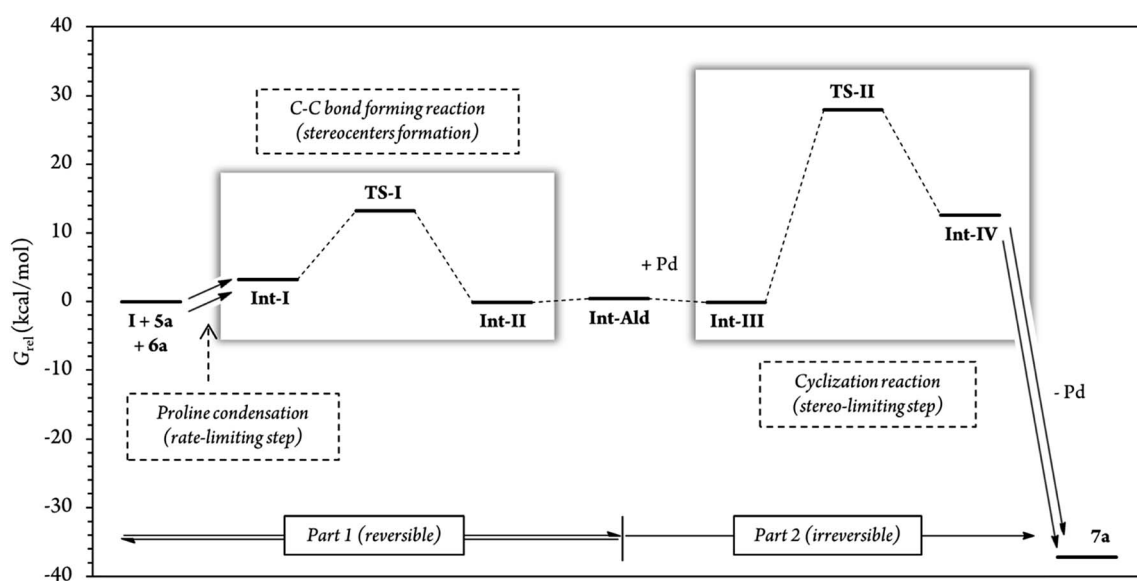 40
30
20
10
0
-10
-20
-30
-40
G_rel (kcal/mol)
C-C bond forming reaction
(stereocenters formation)
TS-I
TS-II
Int-I
Int-II
Int-Ald
+ Pd
Int-III
Int-IV
I + 5a
+ 6a
Proline condensation
(rate-limiting step)
Cyclization reaction
(stereo-limiting step)
- Pd
Part 1 (reversible)
Part 2 (irreversible)
7a